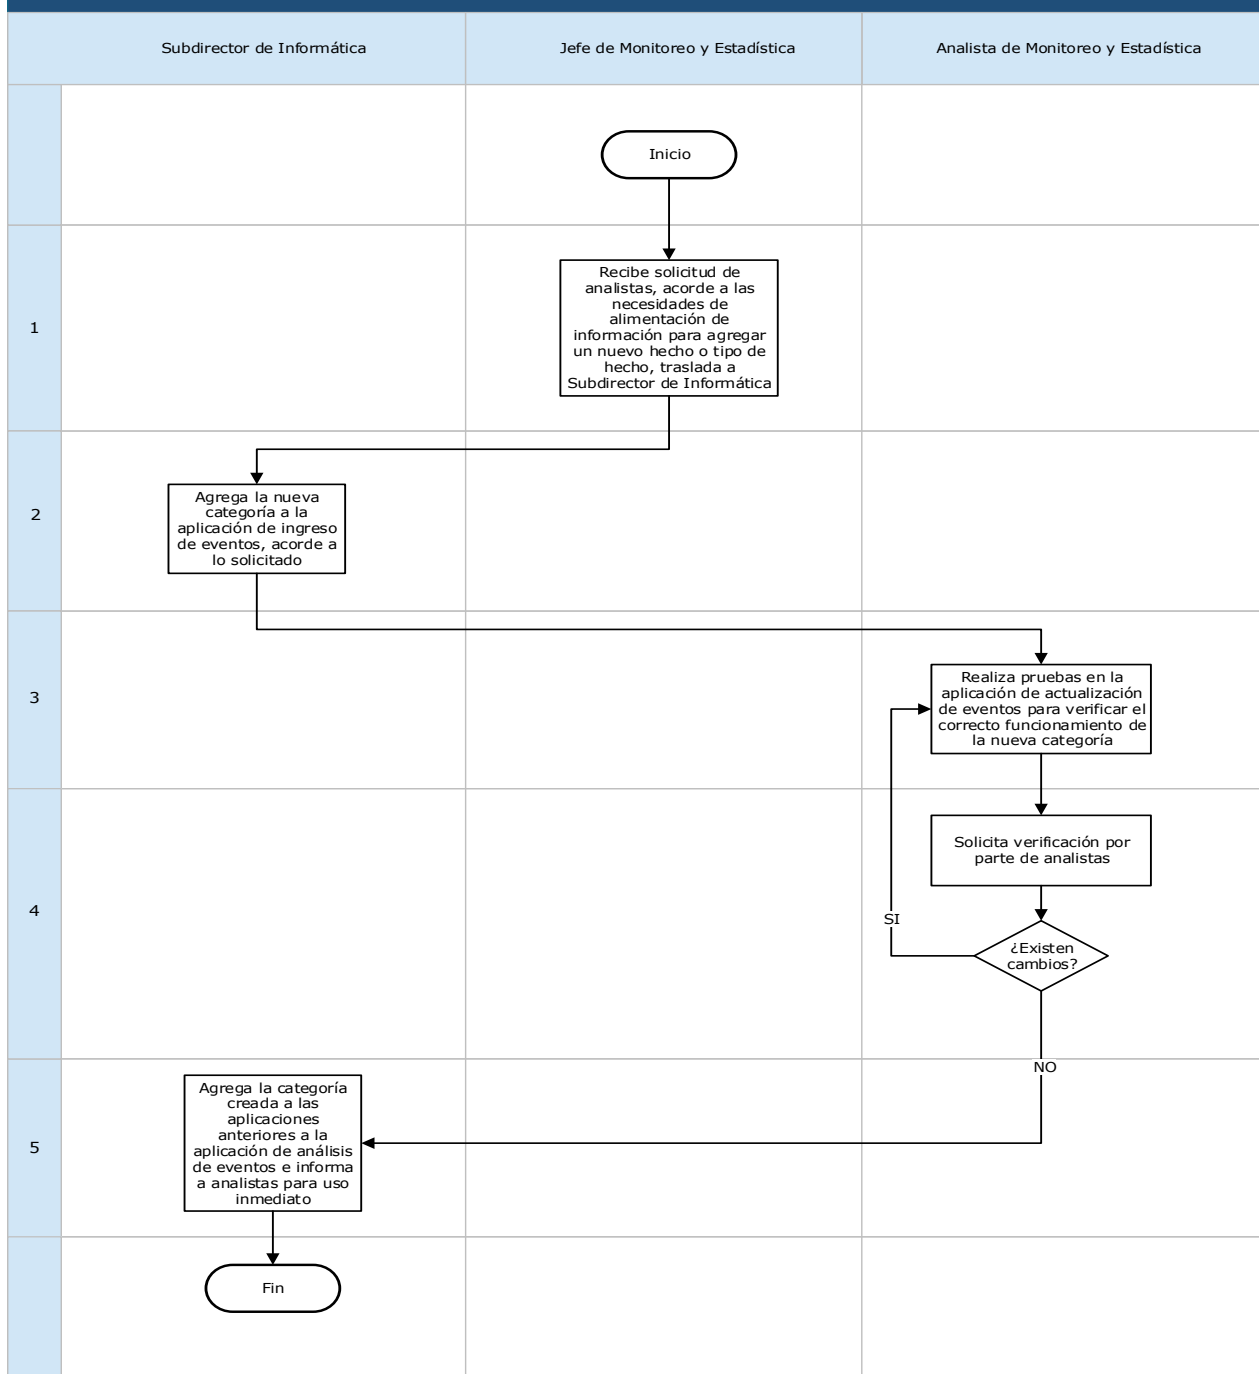 Subdirector de Informática
Jefe de Monitoreo y Estadística
Analista de Monitoreo y Estadística
Inicio
1
Recibe solicitud de
analistas, acorde a las
necesidades de
alimentación de
información para agregar
un nuevo hecho o tipo de
hecho, traslada a
Subdirector de Informática
2
Agrega la nueva
categoría a la
aplicación de ingreso
de eventos, acorde a
lo solicitado
3
Realiza pruebas en la
aplicación de actualización
de eventos para verificar el
correcto funcionamiento de
la nueva categoría
4
Solicita verificación por
parte de analistas
SI
¿Existen
cambios?
NO
5
Agrega la categoría
creada a las
aplicaciones
anteriores a la
aplicación de análisis
de eventos e informa
a analistas para uso
inmediato
Fin